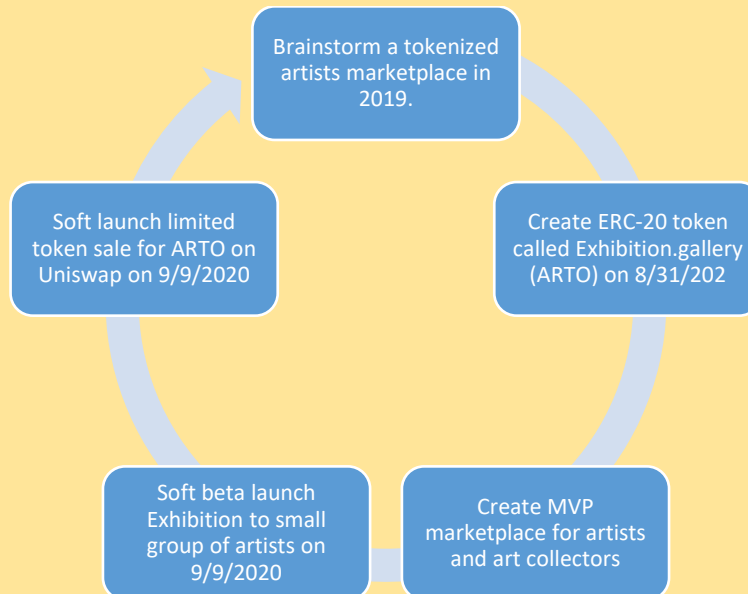 Brainstorm a tokenized
artists marketplace in
2019.
Create ERC-20 token
called Exhibition.gallery
(ARTO) on 8/31/202
Create MVP
marketplace for artists
and art collectors
Soft beta launch
Exhibition to small
group of artists on
9/9/2020
Soft launch limited
token sale for ARTO on
Uniswap on 9/9/2020